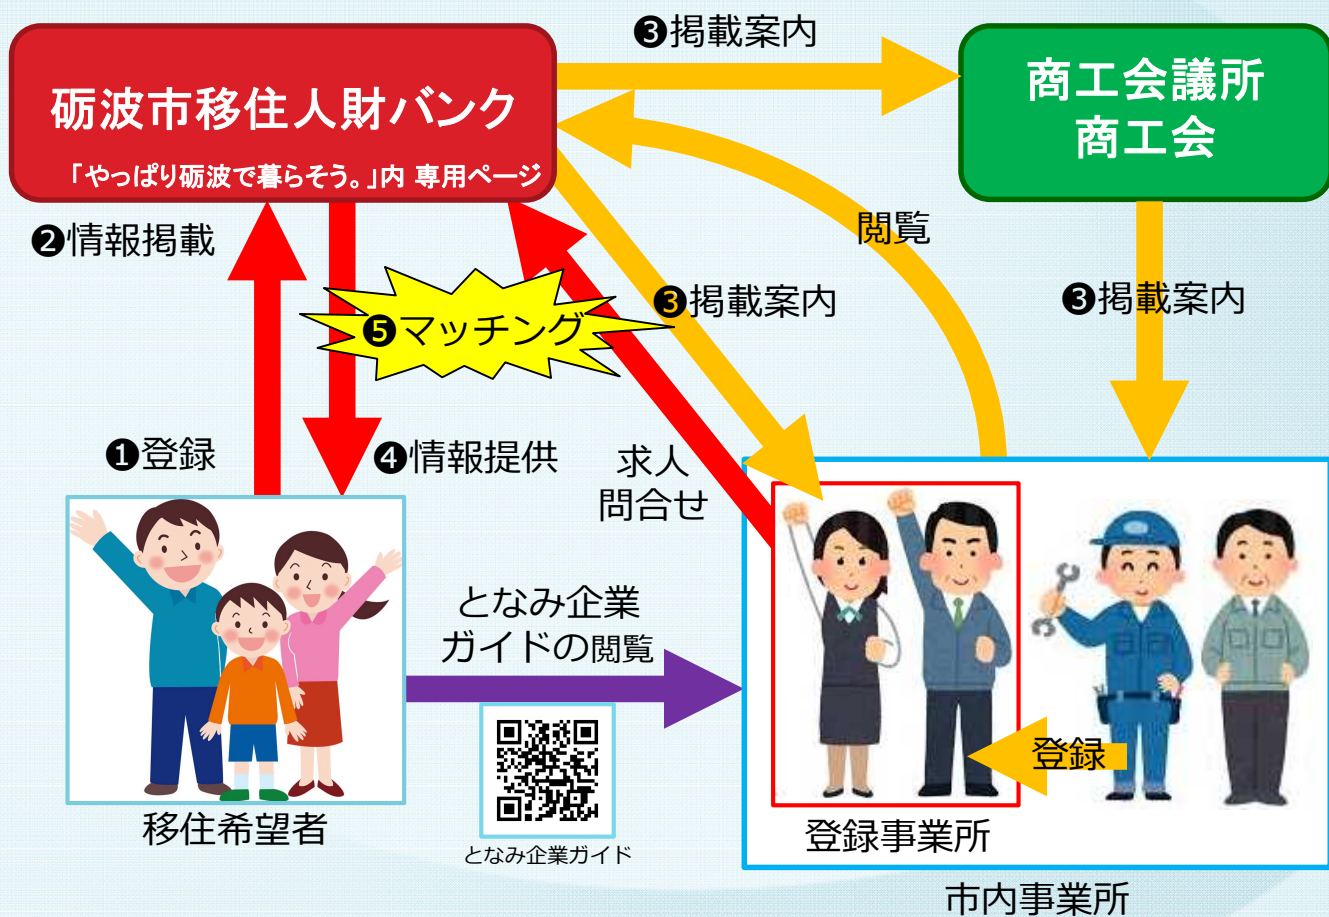 ❸掲載案内
砺波市移住人財バンク
「やっぱり砺波で暮らそう。」内 専用ページ
商工会議所
商工会
❷情報掲載
閲覧
❸掲載案内
❸掲載案内
❺マッチング
❶登録
❹情報提供
求人
問合せ
となみ企業
ガイドの閲覧
登録
移住希望者
となみ企業ガイド
登録事業所
市内事業所